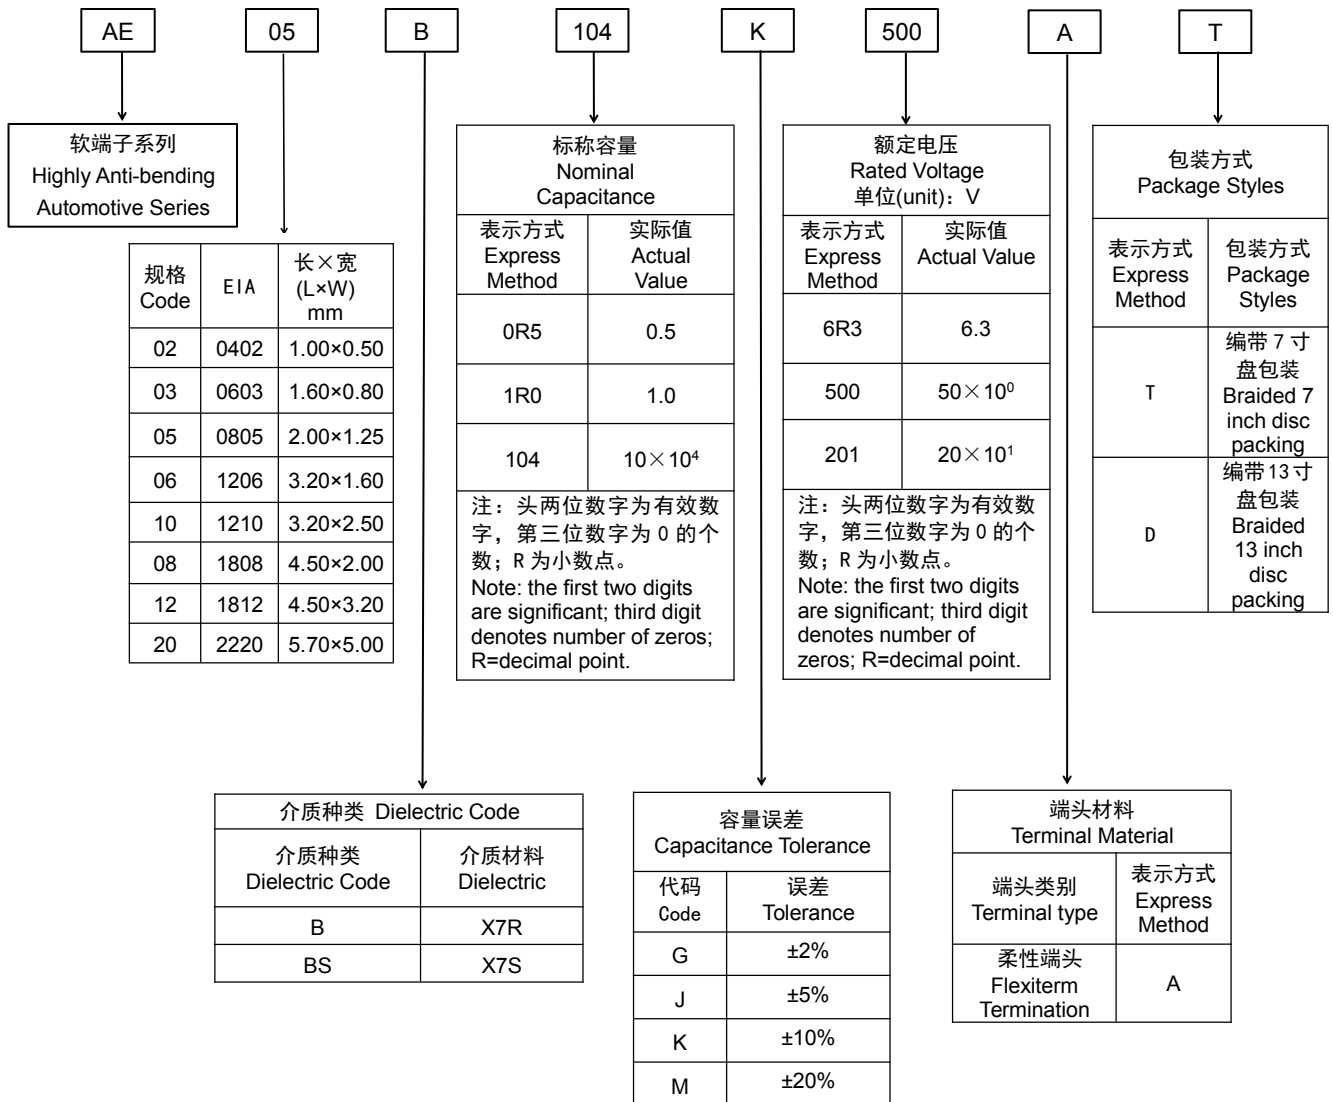 AE 05 B 104 K 500 A T
软端子系列
Highly Anti-bending
Automotive Series
规格
Code
EIA
长×宽
(L×W)
mm
02 0402 1.00×0.50
03 0603 1.60×0.80
05 0805 2.00×1.25
06 1206 3.20×1.60
10 1210 3.20×2.50
08 1808 4.50×2.00
12 1812 4.50×3.20
20 2220 5.70×5.00
标称容量
Nominal
Capacitance
表示方式
Express
Method
实际值
Actual
Value
0R5 0.5
1R0 1.0
104 10×10⁴
注：头两位数字为有效数
字，第三位数字为 0 的个
数；R 为小数点。
Note: the first two digits
are significant; third digit
denotes number of zeros;
R=decimal point.
额定电压
Rated Voltage
单位(unit)：V
表示方式
Express
Method
实际值
Actual Value
6R3 6.3
500 50×10⁰
201 20×10¹
注：头两位数字为有效数
字，第三位数字为 0 的个
数；R 为小数点。
Note: the first two digits
are significant; third digit
denotes number of
zeros; R=decimal point.
包装方式
Package Styles
表示方式
Express
Method
包装方式
Package
Styles
T
编带 7 寸
盘包装
Braided 7
inch disc
packing
D
编带 13 寸
盘包装
Braided
13 inch
disc
packing
介质种类 Dielectric Code
介质种类
Dielectric Code
介质材料
Dielectric
B X7R
BS X7S
容量误差
Capacitance Tolerance
代码
Code
误差
Tolerance
G ±2%
J ±5%
K ±10%
M ±20%
端头材料
Terminal Material
端头类别
Terminal type
表示方式
Express
Method
柔性端头
Flexiterm
Termination
A